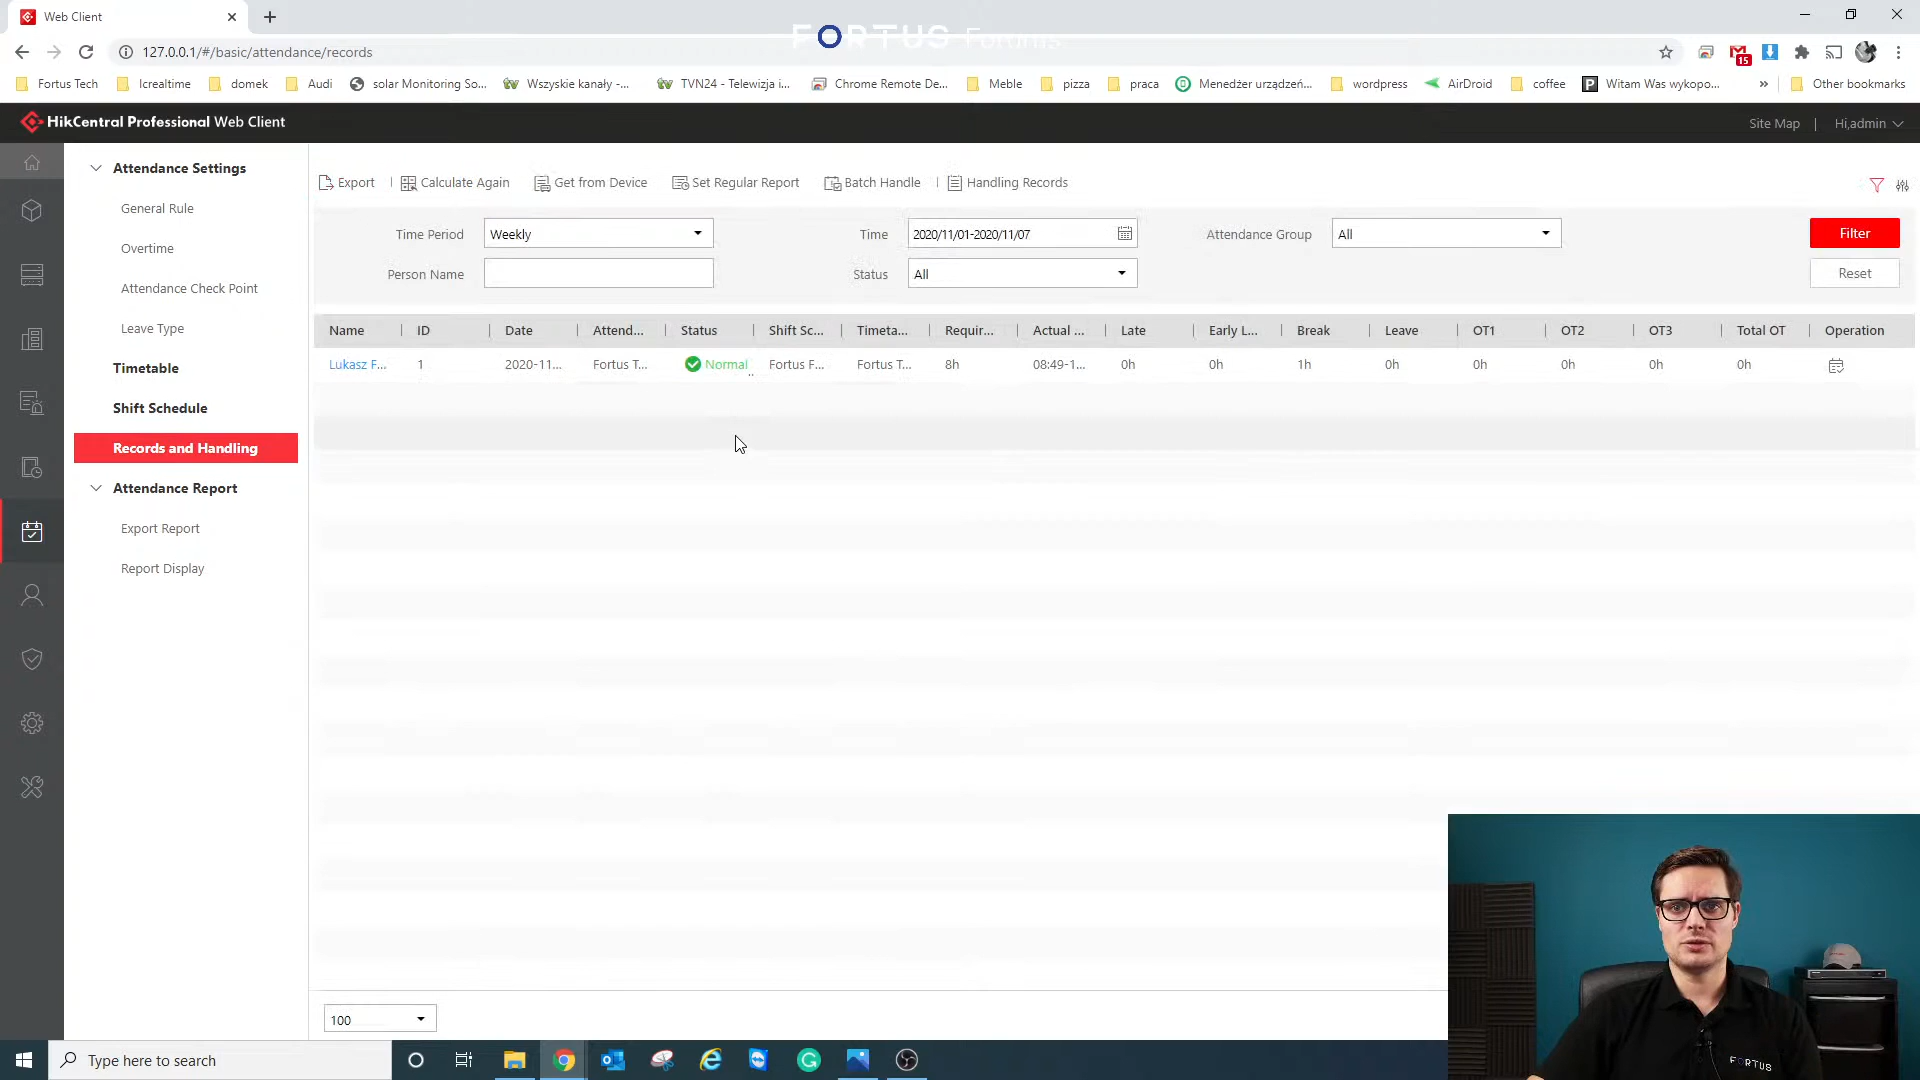 Web Client
FORTUS Forums
127.0.0.1/#/basic/attendance/records
15
Fortus Tech
Icrealtime
domek
Audi
solar Monitoring So...
Wszyskie kanały -...
TVN24 - Telewizja i...
Chrome Remote De...
Meble
pizza
praca
Menedżer urządzeń...
wordpress
AirDroid
coffee
Witam Was wykopo...
»
Other bookmarks
HikCentral Professional Web Client
Site Map | Hi,admin
Attendance Settings
General Rule
Overtime
Attendance Check Point
Leave Type
Timetable
Shift Schedule
Records and Handling
Attendance Report
Export Report
Report Display
Export | Calculate Again Get from Device Set Regular Report Batch Handle | Handling Records
Time Period Weekly Time 2020/11/01-2020/11/07 Attendance Group All Filter
Person Name Status All Reset
Name | ID | Date | Attend... | Status | Shift Sc... | Timeta... | Requir... | Actual ... | Late | Early L... | Break | Leave | OT1 | OT2 | OT3 | Total OT | Operation
Lukasz F... 1 2020-11... Fortus T... Normal Fortus F... Fortus T... 8h 08:49-1... 0h 0h 1h 0h 0h 0h 0h 0h
100
FORTUS
Type here to search